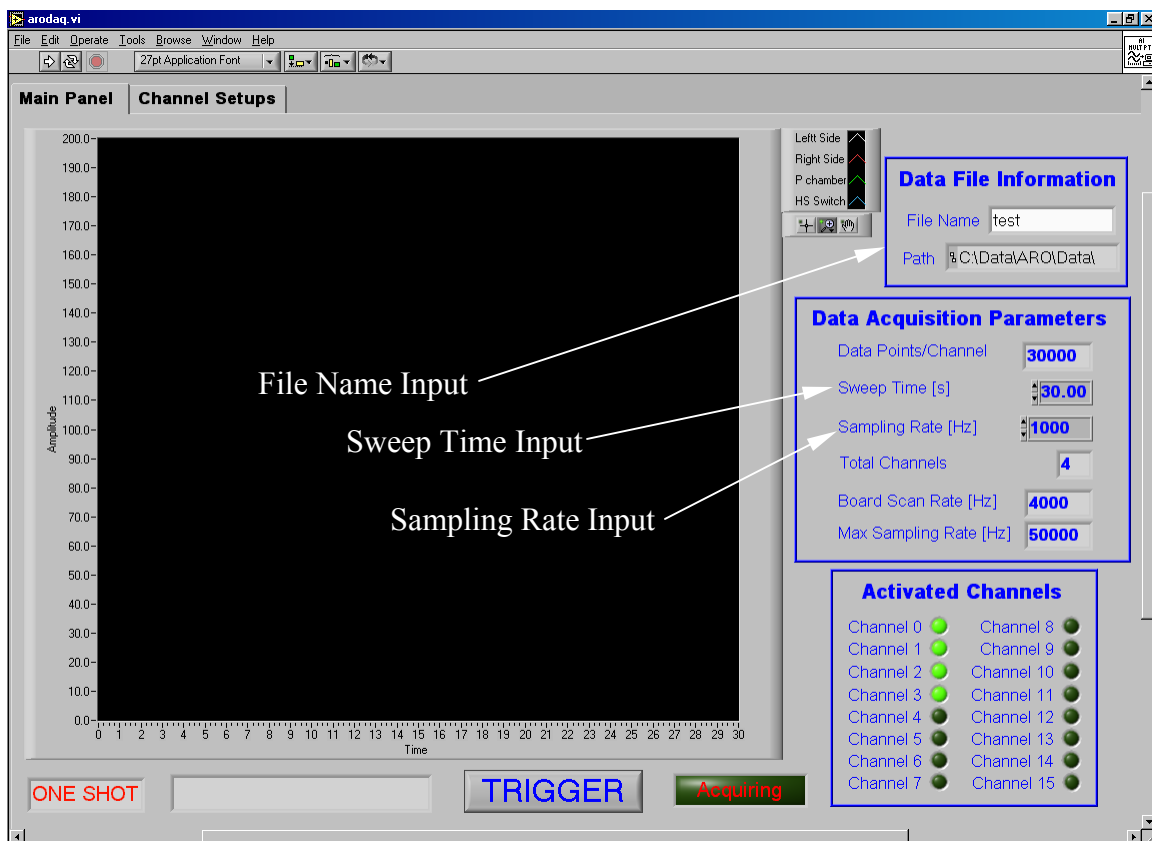 arodaq.vi
File Edit Operate Tools Browse Window Help
27pt Application Font
AI
MULT PT
Main Panel Channel Setups
Leftt Side
Right Side
P chamber
HS Switch
Data File Information
File Name test
Path C:\Data\ARO\Data\
Data Acquisition Parameters
Data Points/Channel 30000
Sweep Time [s] 30.00
Sampling Rate [Hz] 1000
Total Channels 4
Board Scan Rate [Hz] 4000
Max Sampling Rate [Hz] 50000
File Name Input
Sweep Time Input
Sampling Rate Input
Amplitude
200.0
190.0
180.0
170.0
160.0
150.0
140.0
130.0
120.0
110.0
100.0
90.0
80.0
70.0
60.0
50.0
40.0
30.0
20.0
10.0
0.0
0 1 2 3 4 5 6 7 8 9 10 11 12 13 14 15 16 17 18 19 20 21 22 23 24 25 26 27 28 29 30
Time
Activated Channels
Channel 0 Channel 8
Channel 1 Channel 9
Channel 2 Channel 10
Channel 3 Channel 11
Channel 4 Channel 12
Channel 5 Channel 13
Channel 6 Channel 14
Channel 7 Channel 15
ONE SHOT TRIGGER Acquiring